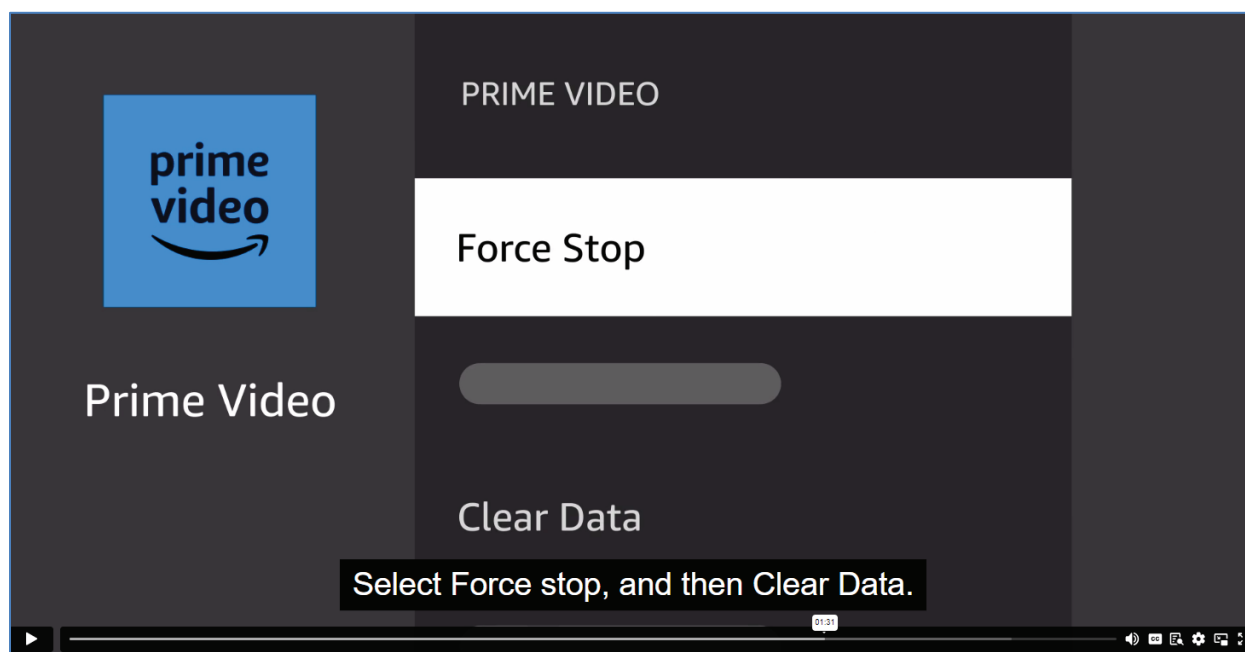 PRIME VIDEO
prime
video
Force Stop
Prime Video
Clear Data
Select Force stop, and then Clear Data.
01:31
CC